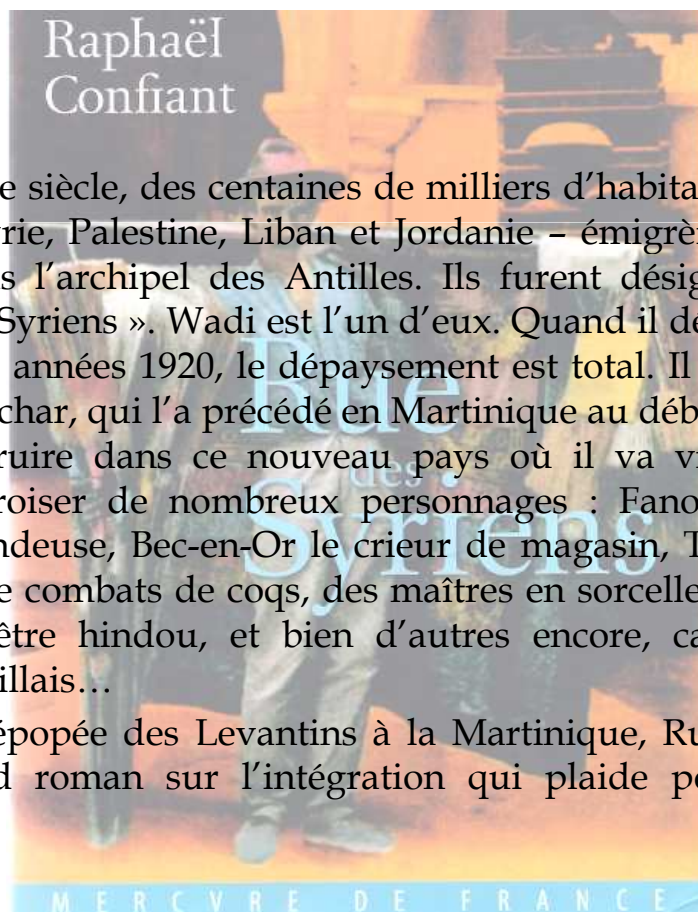 Raphaël
Confiant
e siècle, des centaines de milliers d’habita
rie, Palestine, Liban et Jordanie – émigrèr
s l’archipel des Antilles. Ils furent désig
Syriens ». Wadi est l’un d’eux. Quand il dé
années 1920, le dépaysement est total. Il
char, qui l’a précédé en Martinique au déb
ruire dans ce nouveau pays où il va vi
roiser de nombreux personnages : Fano
ndeuse, Bec-en-Or le crieur de magasin, T
e combats de coqs, des maîtres en sorcelle
être hindou, et bien d’autres encore, ca
illais…
épopée des Levantins à la Martinique, Ru
d roman sur l’intégration qui plaide po
Rue
des
Syriens
MERCVRE DE FRANCE